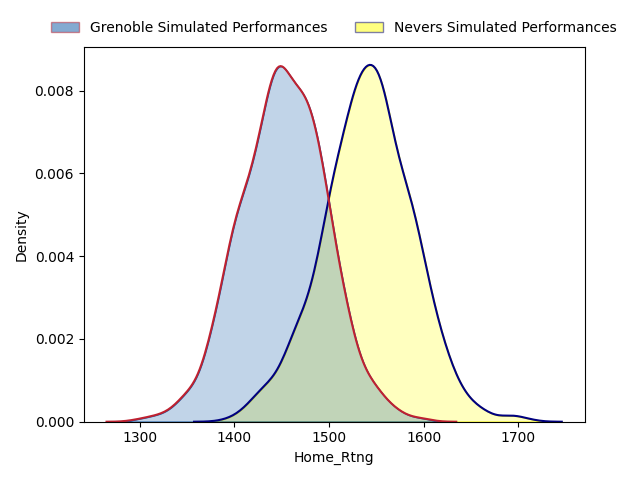 Grenoble Simulated Performances Nevers Simulated Performances
0.008
0.006
0.004
0.002
0.000
Density
1300 1400 1500 1600 1700
Home_Rtng